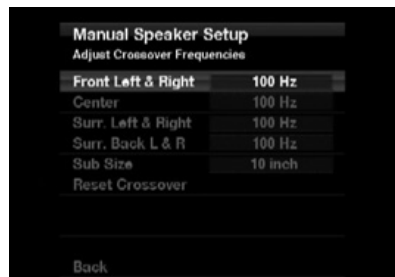 Manual Speaker Setup
Adjust Crossover Frequencies
Front Left & Right 100 Hz
Center 100 Hz
Surr. Left & Right 100 Hz
Surr. Back L & R 100 Hz
Sub Size 10 inch
Reset Crossover
Back